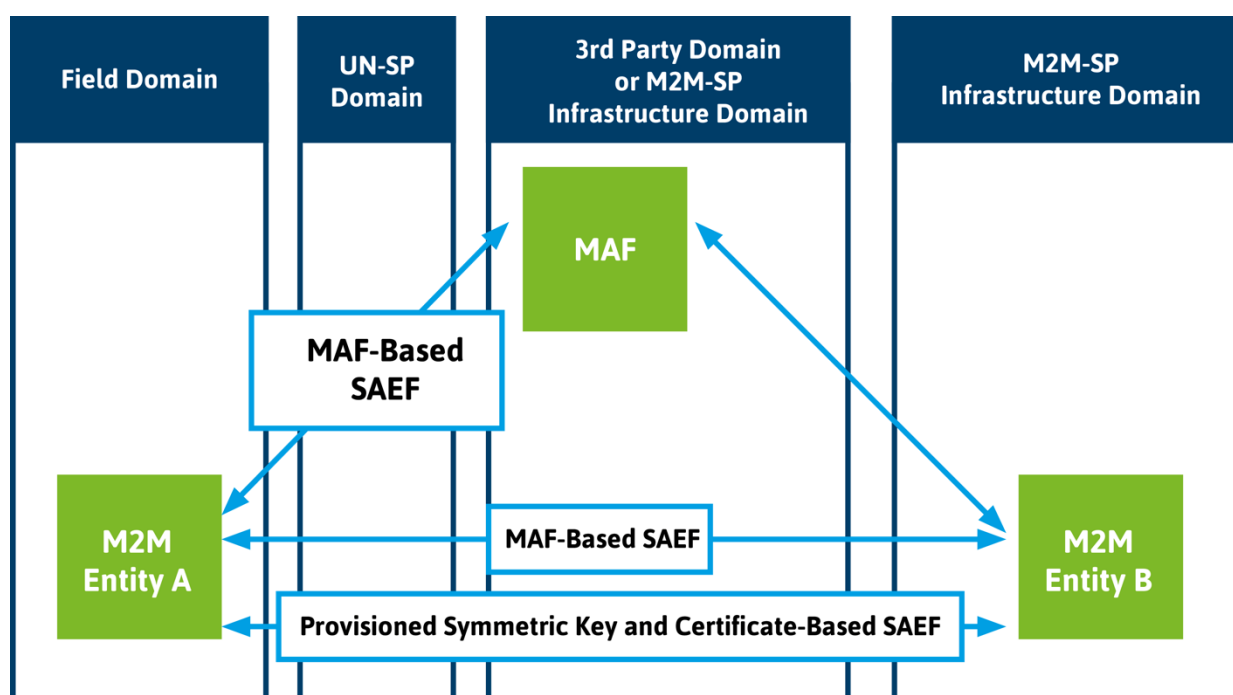 Field Domain
UN-SP
Domain
3rd Party Domain
or M2M-SP
Infrastructure Domain
M2M-SP
Infrastructure Domain
MAF
MAF-Based
SAEF
M2M
Entity A
MAF-Based SAEF
M2M
Entity B
Provisioned Symmetric Key and Certificate-Based SAEF